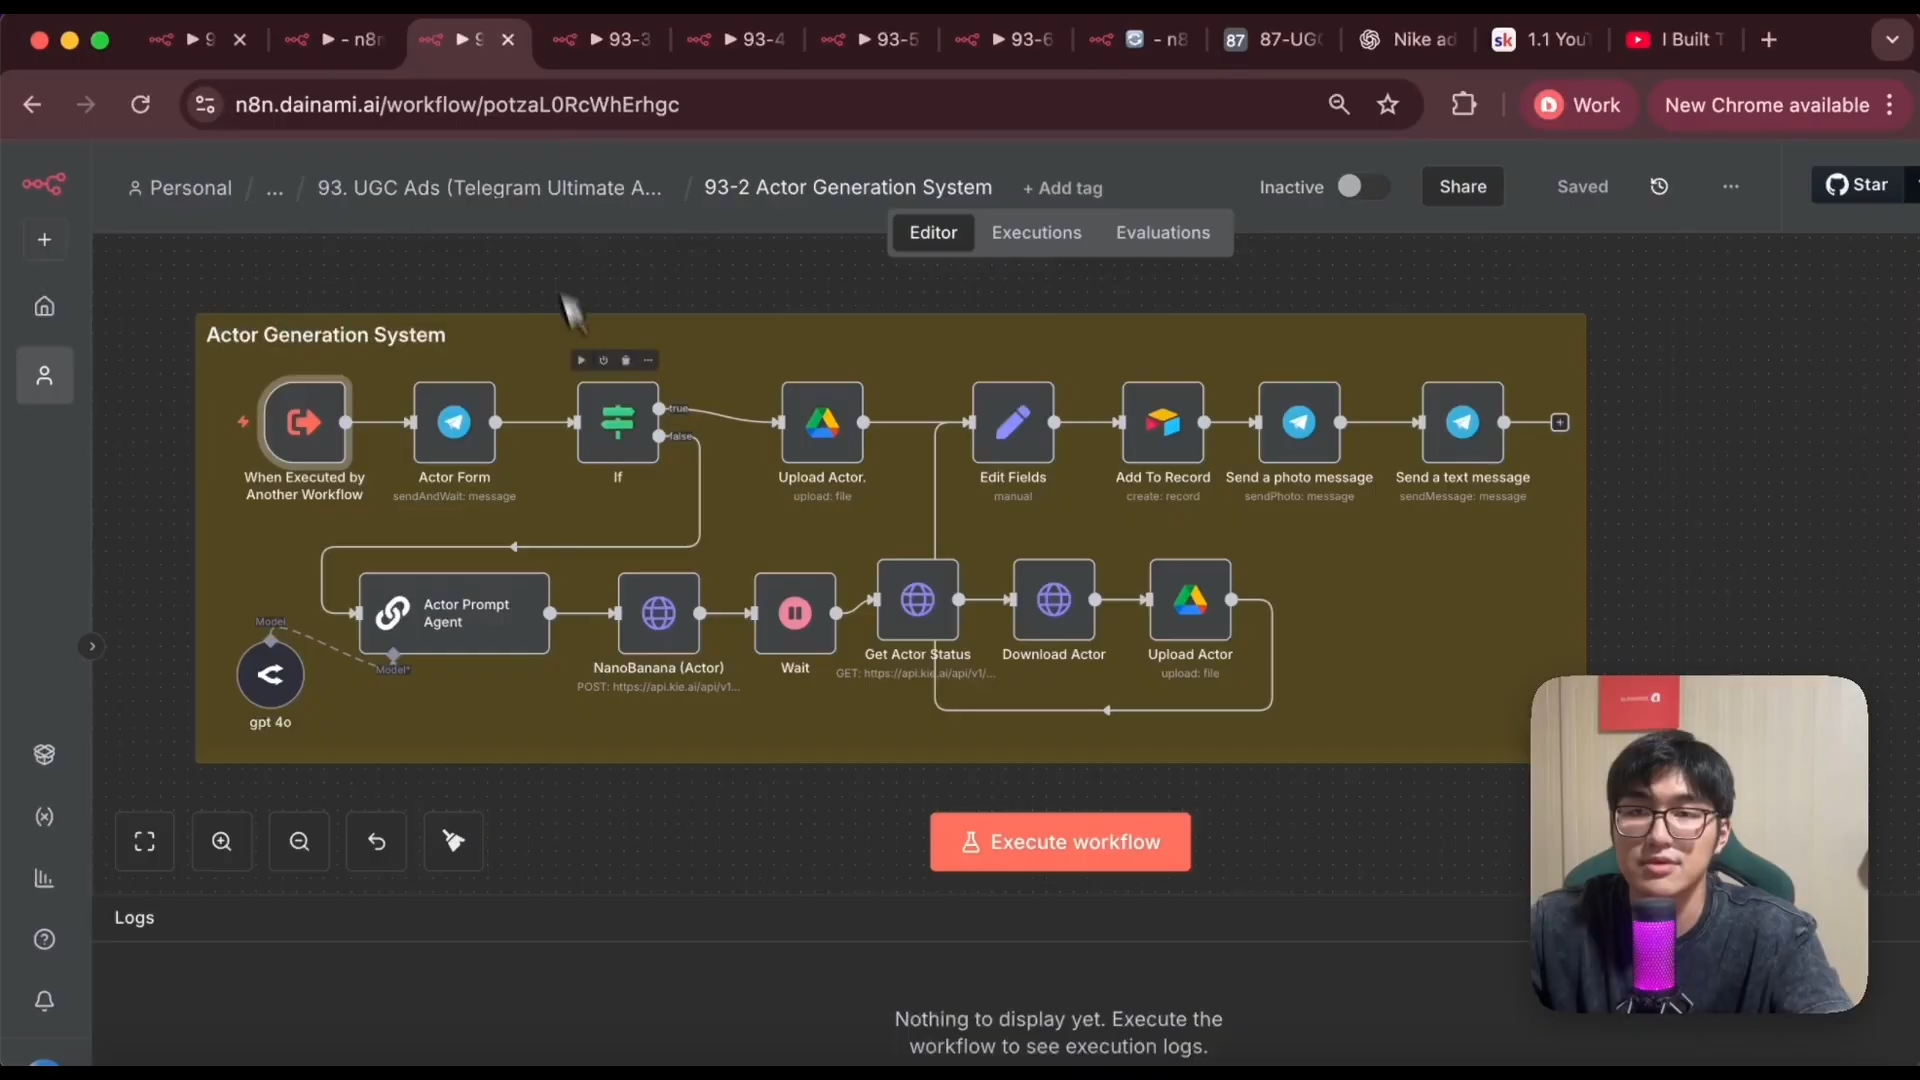 9
- n8n
9
93-3
93-4
93-5
93-6
- n8
87
87-UGC
Nike ad
sk
1.1 You
I Built T
n8n.dainami.ai/workflow/potzaL0RcWhErhgc
Work
New Chrome available
Personal / ... / 93. UGC Ads (Telegram Ultimate A... / 93-2 Actor Generation System + Add tag
Inactive
Share
Saved
Star
Editor
Executions
Evaluations
Actor Generation System
true
false
When Executed by
Another Workflow
Actor Form
sendAndWait: message
If
Upload Actor.
upload: file
Edit Fields
manual
Add To Record
create: record
Send a photo message
sendPhoto: message
Send a text message
sendMessage: message
Model
Actor Prompt
Agent
Model*
gpt 4o
NanoBanana (Actor)
POST: https://api.kie.ai/api/v1...
Wait
Get Actor Status
GET: https://api.kie.ai/api/v1/...
Download Actor
Upload Actor
upload: file
Execute workflow
Logs
Nothing to display yet. Execute the
workflow to see execution logs.